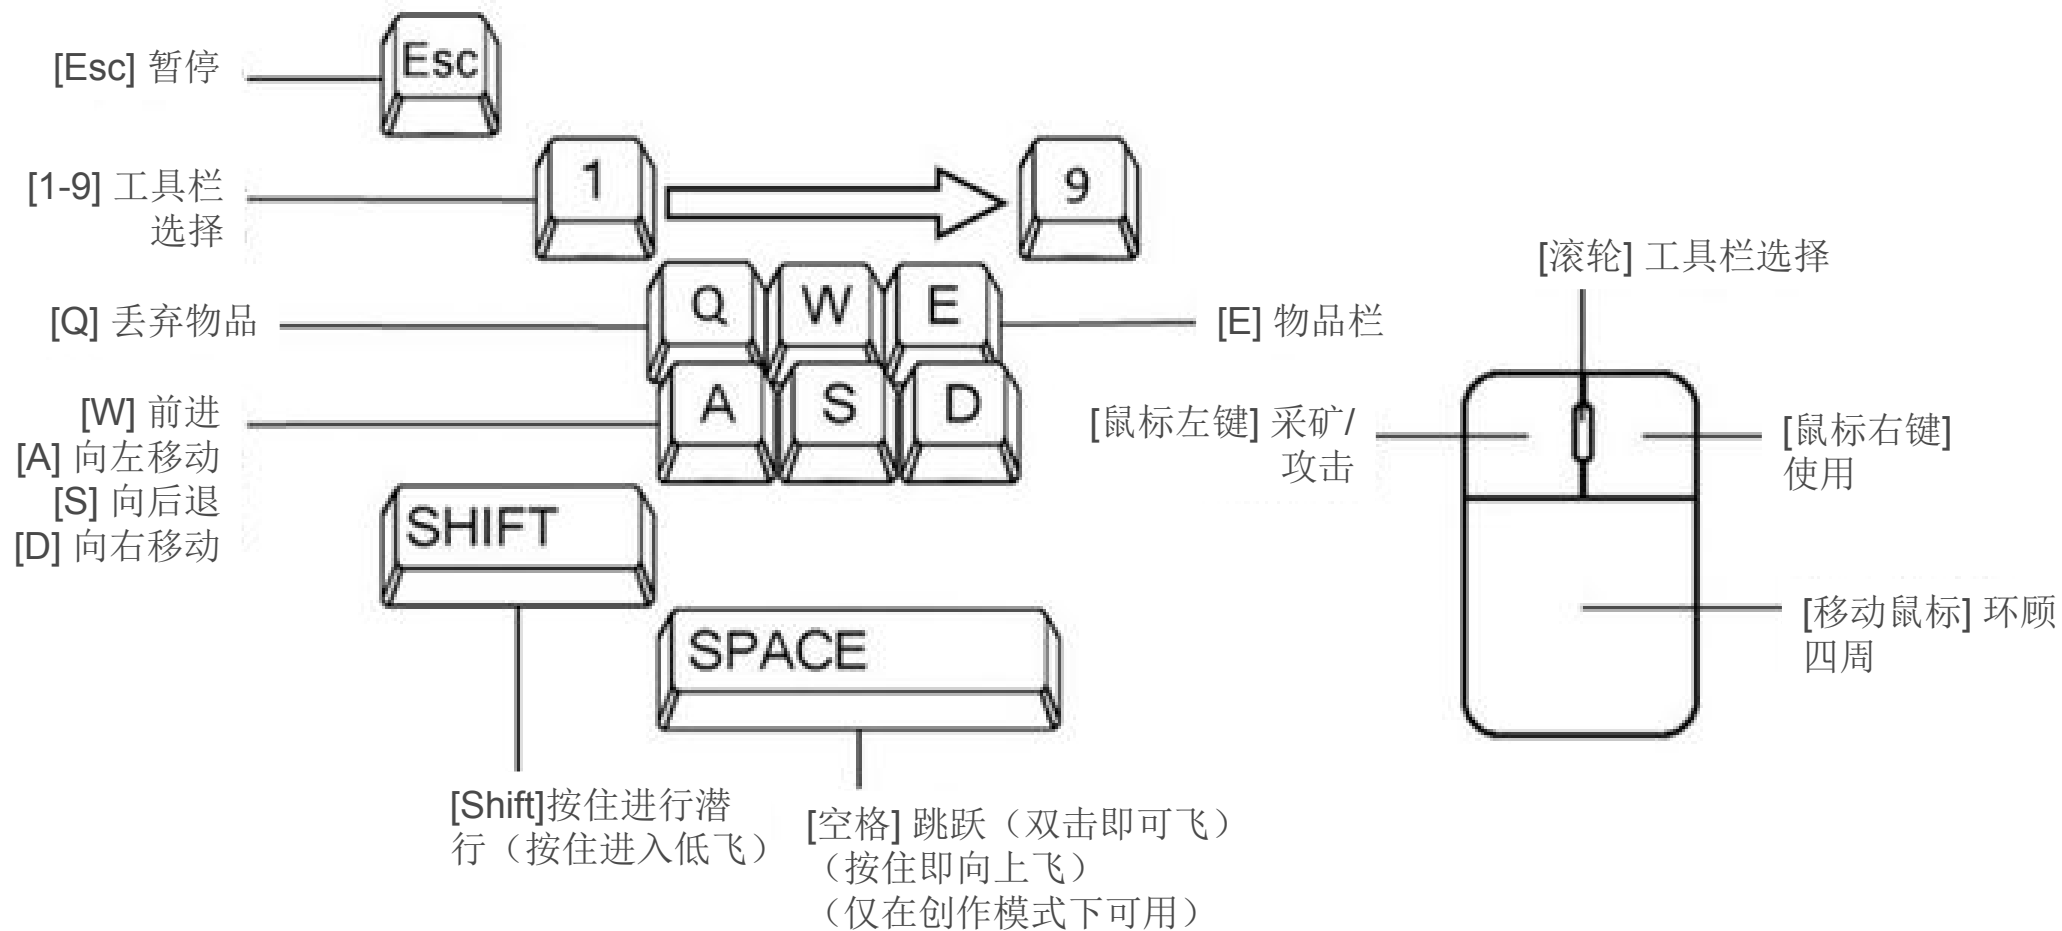 Esc
[Esc] 暂停
1
9
[1-9] 工具栏
选择
[滚轮] 工具栏选择
Q
W
E
[Q] 丢弃物品
[E] 物品栏
A
S
D
[W] 前进
[A] 向左移动
[S] 向后退
[D] 向右移动
[鼠标左键] 采矿/
攻击
[鼠标右键]
使用
SHIFT
SPACE
[移动鼠标] 环顾
四周
[Shift]按住进行潜
行（按住进入低飞）
[空格] 跳跃（双击即可飞）
（按住即向上飞）
（仅在创作模式下可用）